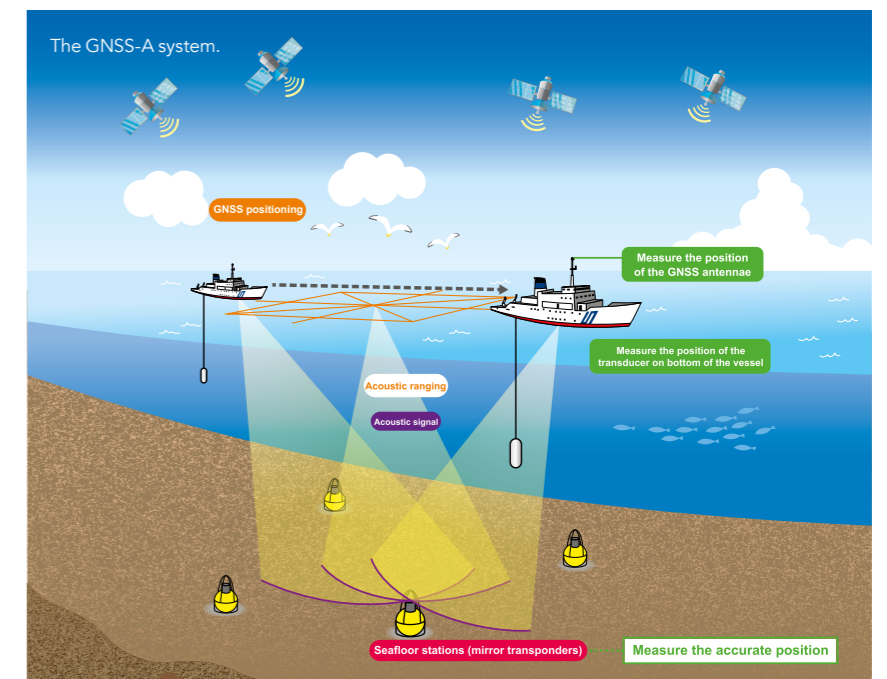 The GNSS-A system.
GNSS positioning
Measure the position
of the GNSS antennae
Measure the position of the
transducer on bottom of the vessel
Acoustic ranging
Acoustic signal
Seafloor stations (mirror transponders)
Measure the accurate position